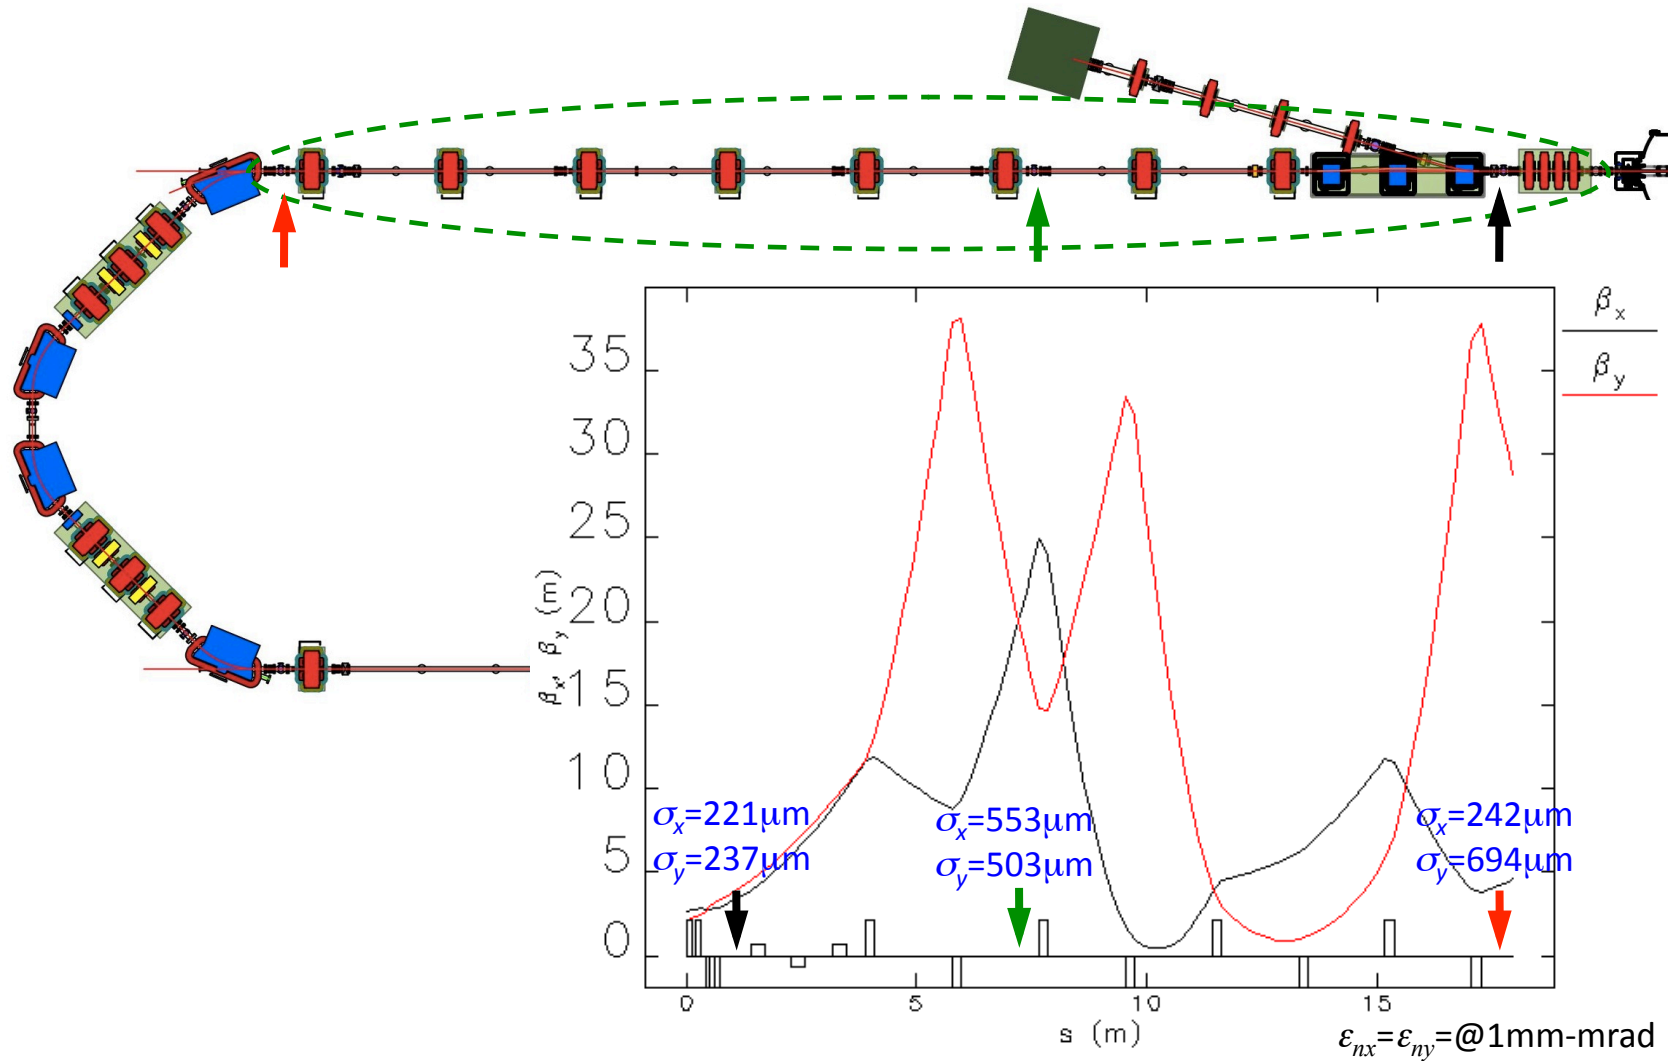 βx
βy
35
30
25
20
15
10
5
0
βx, βy (m)
σx=221μm
σy=237μm
σx=553μm
σy=503μm
σx=242μm
σy=694μm
0 5 10 15
s (m)
εnx=εny=@1mm-mrad